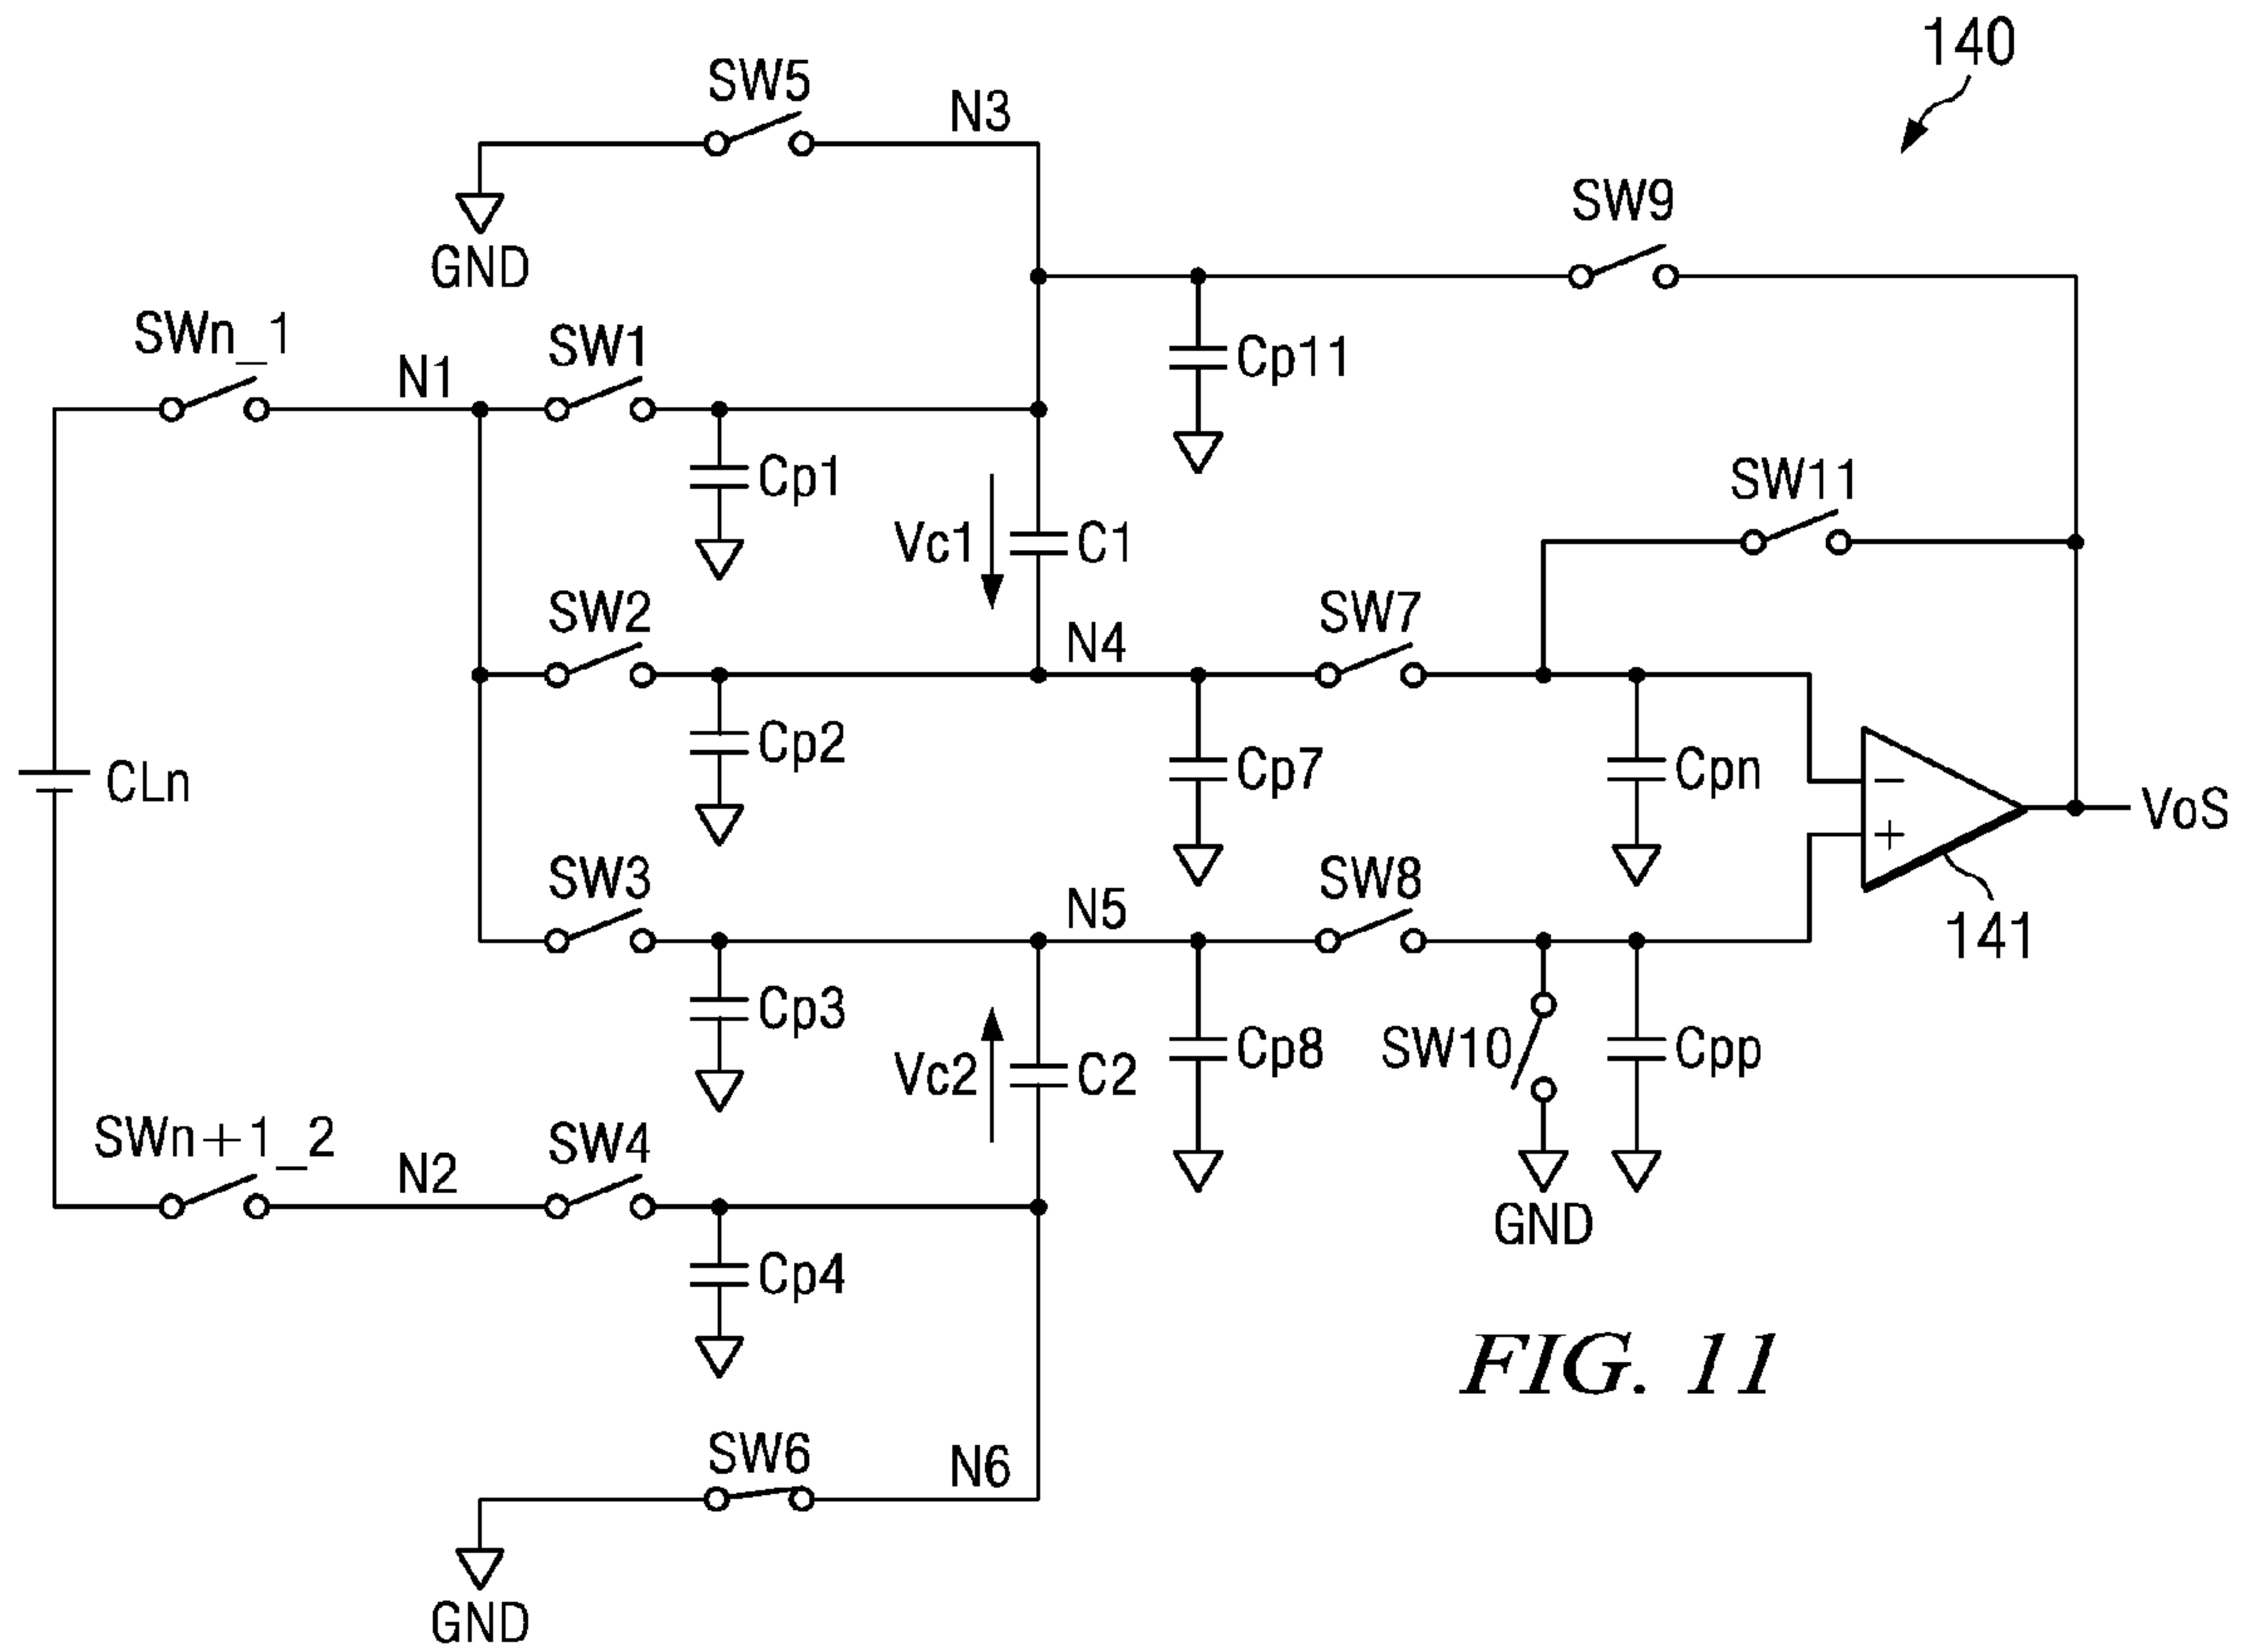 140
SW5
N3
GND
SW9
SWn_1
N1
SW1
Cp11
Cp1
Vc1
C1
SW11
SW2
N4
SW7
Cp2
Cp7
Cpn
CLn
−
+
VoS
141
SW3
N5
SW8
Cp3
Vc2
C2
Cp8
SW10
Cpp
GND
SWn+1_2
N2
SW4
Cp4
SW6
N6
GND
FIG. 11